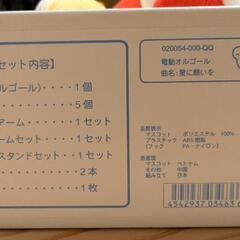 セット内容】
ルゴール)‥‥1個
‥‥‥‥5個
アーム‥‥1セット
ームセット‥1セット
スタンドセット‥1セット
‥‥‥‥2本
‥‥‥‥1枚
020054-000-QQ
電動オルゴール
曲名:星に願いを
品質表示
マスコット ポリエステル 100%
プラスチック ABS樹脂
(フック PA・ナイロン)
原産国
マスコット ベトナム
その他 中国
組み立て 日本
4542937 03463